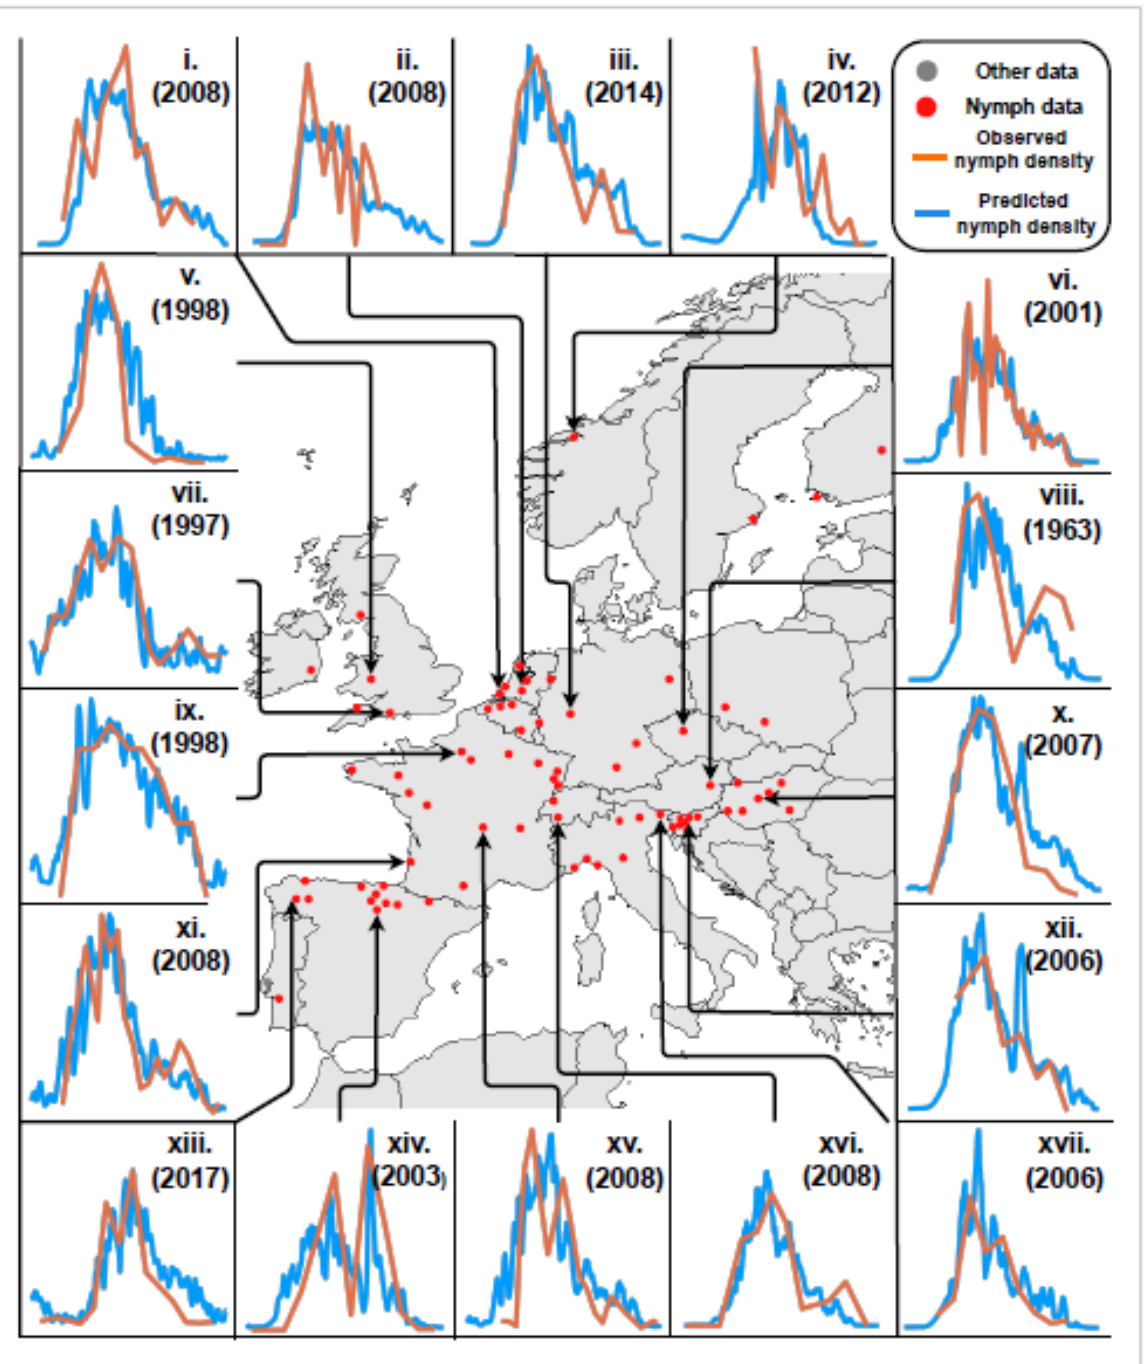 i.
(2008)
ii.
(2008)
iii.
(2014)
iv.
(2012)
Other data
Nymph data
Observed
nymph density
Predicted
nymph density
v.
(1998)
vi.
(2001)
vii.
(1997)
viii.
(1963)
ix.
(1998)
x.
(2007)
xi.
(2008)
xii.
(2006)
xiii.
(2017)
xiv.
(2003)
xv.
(2008)
xvi.
(2008)
xvii.
(2006)